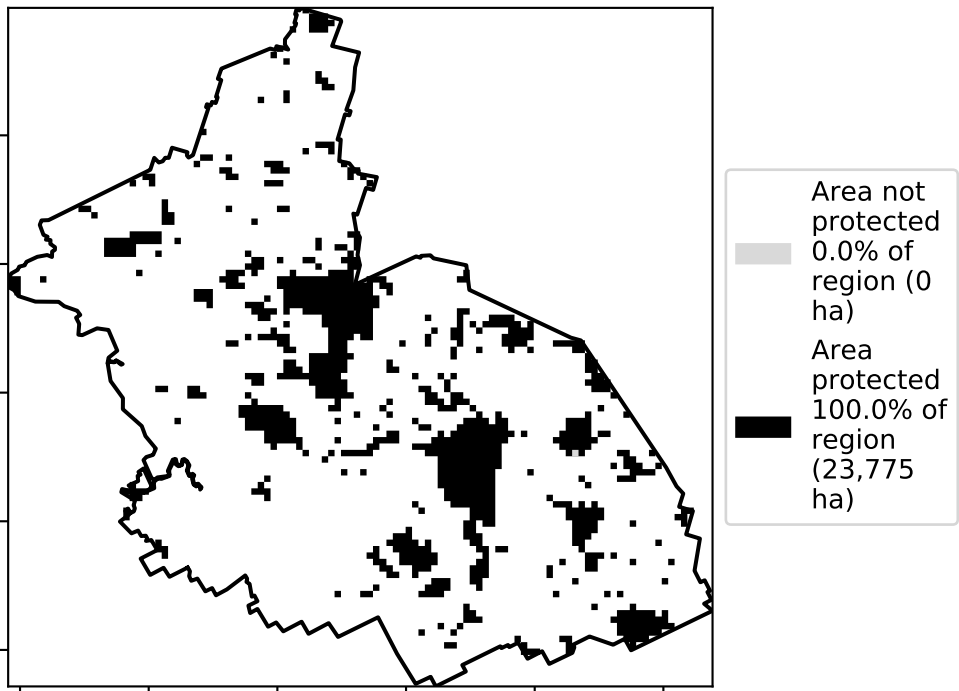 Area not
protected
0.0% of
region (0
ha)
Area
protected
100.0% of
region
(23,775
ha)